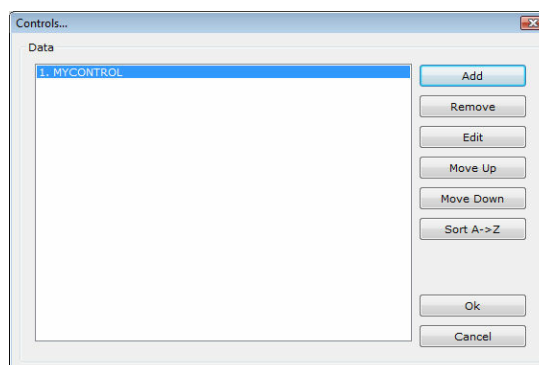 Controls...
Data
1. MYCONTROL
Add
Remove
Edit
Move Up
Move Down
Sort A->Z
Ok
Cancel